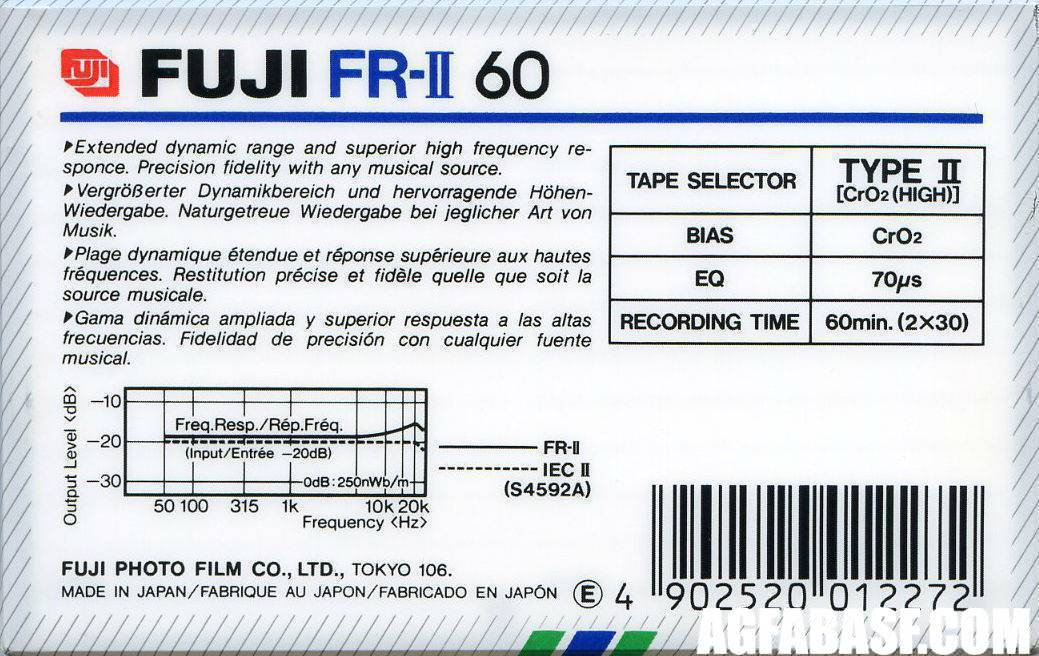 FUJI FUJI FR-II 60
▶Extended dynamic range and superior high frequency re-
sponce. Precision fidelity with any musical source.
▶Vergrößerter Dynamikbereich und hervorragende Höhen-
Wiedergabe. Naturgetreue Wiedergabe bei jeglicher Art von
Musik.
▶Plage dynamique étendue et réponse supérieure aux hautes
fréquences. Restitution précise et fidèle quelle que soit la
source musicale.
▶Gama dinámica ampliada y superior respuesta a las altas
frecuencias. Fidelidad de precisión con cualquier fuente
musical.
TAPE SELECTOR TYPE II
[CrO2 (HIGH)]
BIAS CrO2
EQ 70μs
RECORDING TIME 60min. (2×30)
Output Level <dB>
−10
−20
−30
Freq.Resp./Rép.Fréq.
(Input/Entrée −20dB)
0dB:250nWb/m
50 100 315 1k 10k 20k
Frequency <Hz>
FR-II
IEC II
(S4592A)
FUJI PHOTO FILM CO., LTD., TOKYO 106.
MADE IN JAPAN/FABRIQUE AU JAPON/FABRICADO EN JAPÓN Ⓔ 4 902520 012272
AGFABASF.COM